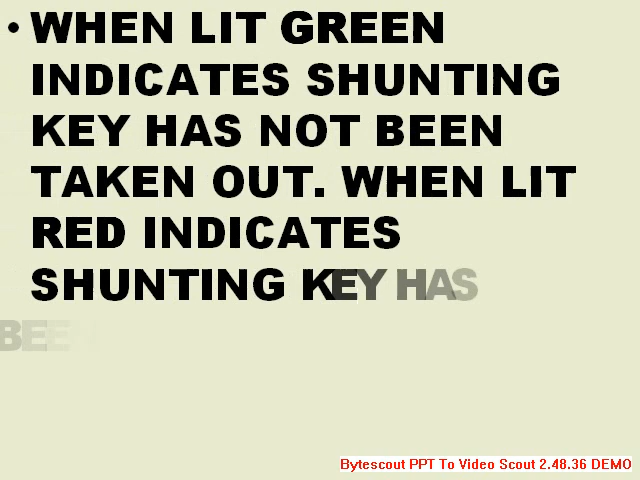 • WHEN LIT GREEN
INDICATES SHUNTING
KEY HAS NOT BEEN
TAKEN OUT. WHEN LIT
RED INDICATES
SHUNTING KEY HAS
BEEN
Bytescout PPT To Video Scout 2.48.36 DEMO